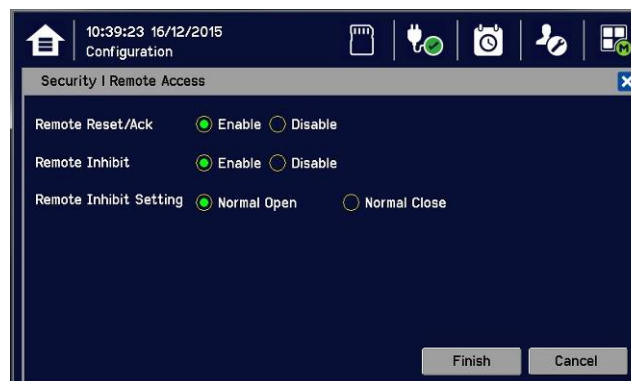 10:39:23 16/12/2015
Configuration
M
Security | Remote Access
Remote Reset/Ack Enable Disable
Remote Inhibit Enable Disable
Remote Inhibit Setting Normal Open Normal Close
Finish Cancel